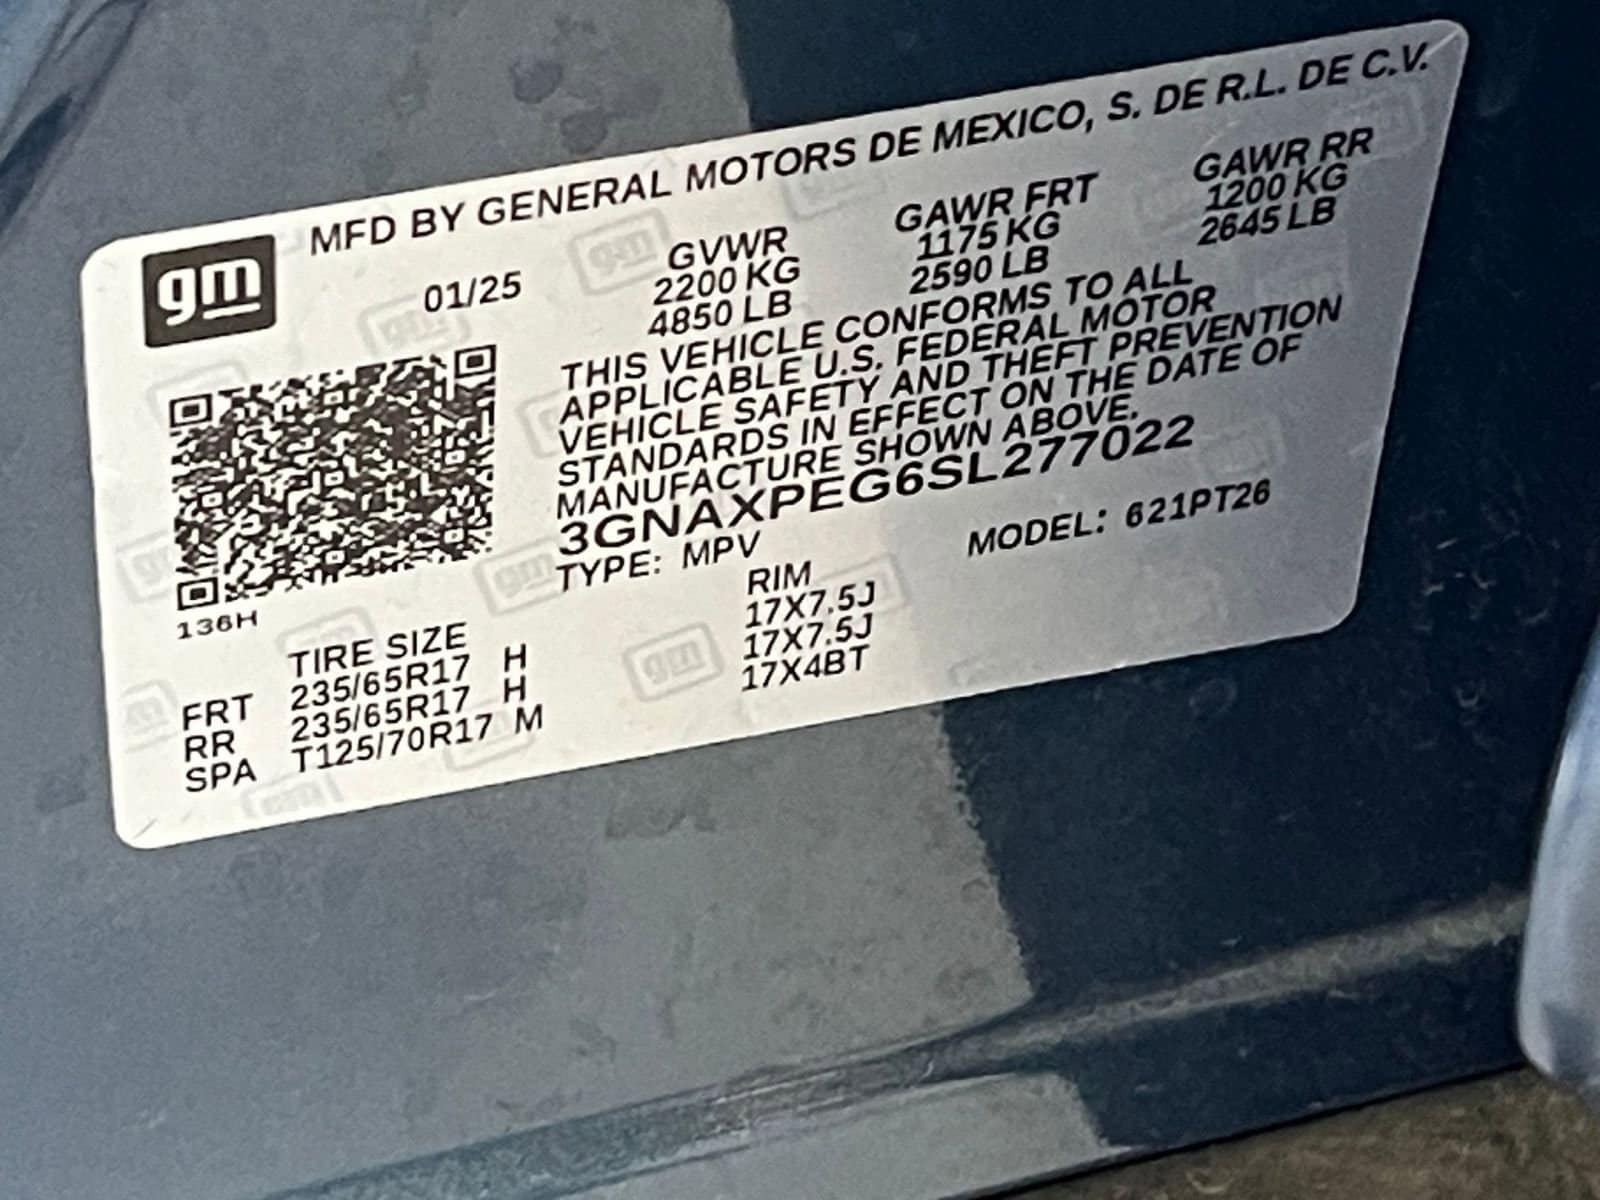 gm
MFD BY GENERAL MOTORS DE MEXICO, S. DE R.L. DE C.V.
01/25
GVWR GAWR FRT GAWR RR
2200 KG 1175 KG 1200 KG
4850 LB 2590 LB 2645 LB
THIS VEHICLE CONFORMS TO ALL
APPLICABLE U.S. FEDERAL MOTOR
VEHICLE SAFETY AND THEFT PREVENTION
STANDARDS IN EFFECT ON THE DATE OF
MANUFACTURE SHOWN ABOVE.
3GNAXPEG6SL277022
TYPE: MPV MODEL: 621PT26
136H
TIRE SIZE RIM
FRT 235/65R17 H 17X7.5J
RR 235/65R17 H 17X7.5J
SPA T125/70R17 M 17X4BT